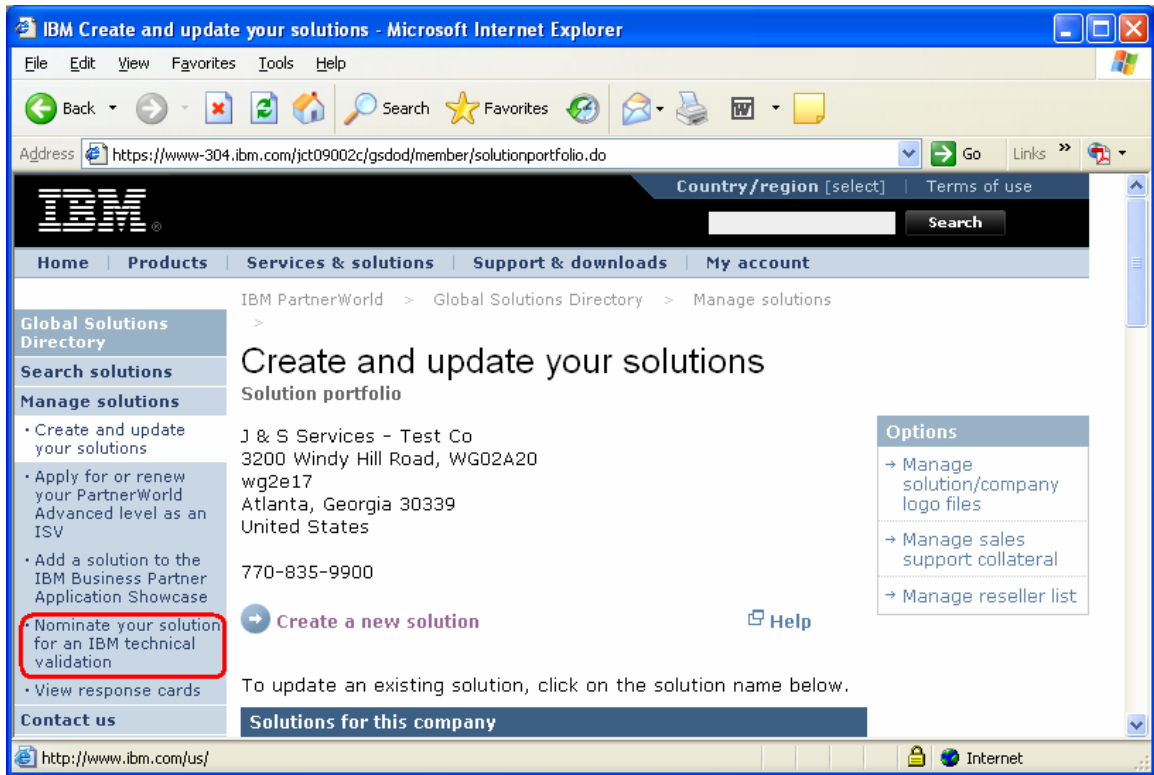 IBM Create and update your solutions - Microsoft Internet Explorer
File Edit View Favorites Tools Help
Back Search Favorites
Address https://www-304.ibm.com/jct09002c/gsdod/member/solutionportfolio.do Go Links »
Country/region [select] | Terms of use
IBM®
Search
Home | Products | Services & solutions | Support & downloads | My account
IBM PartnerWorld > Global Solutions Directory > Manage solutions
>
Global Solutions
Directory
Search solutions
Manage solutions
· Create and update
your solutions
· Apply for or renew
your PartnerWorld
Advanced level as an
ISV
· Add a solution to the
IBM Business Partner
Application Showcase
· Nominate your solution
for an IBM technical
validation
· View response cards
Contact us
Create and update your solutions
Solution portfolio
J & S Services - Test Co
3200 Windy Hill Road, WG02A20
wg2e17
Atlanta, Georgia 30339
United States
770-835-9900
Create a new solution
Help
To update an existing solution, click on the solution name below.
Solutions for this company
Options
→ Manage
solution/company
logo files
→ Manage sales
support collateral
→ Manage reseller list
http://www.ibm.com/us/ Internet